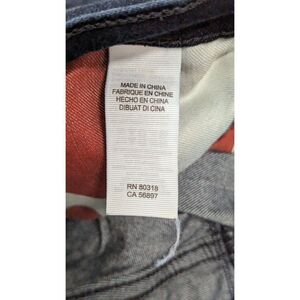 MADE IN CHINA
FABRIQUE EN CHINE
HECHO EN CHINA
DIBUAT DI CINA
RN 80318
CA 56897